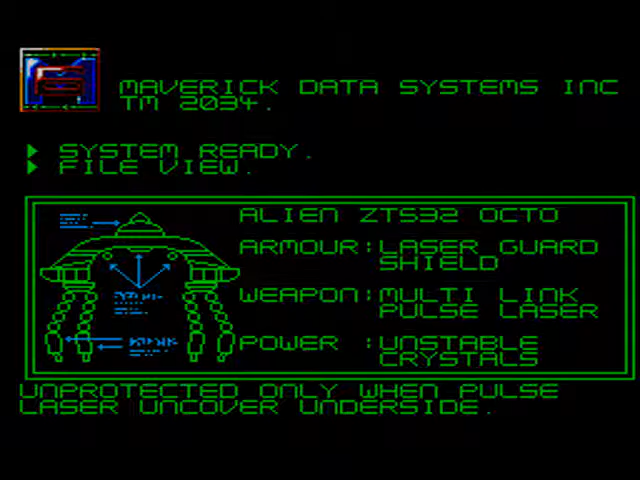 MAVERICK DATA SYSTEMS INC
TM 2034.
SYSTEM READY.
FILE VIEW.
ALIEN ZTS32 OCTO
ARMOUR:LASER GUARD
SHIELD
WEAPON:MULTI LINK
PULSE LASER
POWER :UNSTABLE
CRYSTALS
UNPROTECTED ONLY WHEN PULSE
LASER UNCOVER UNDERSIDE.